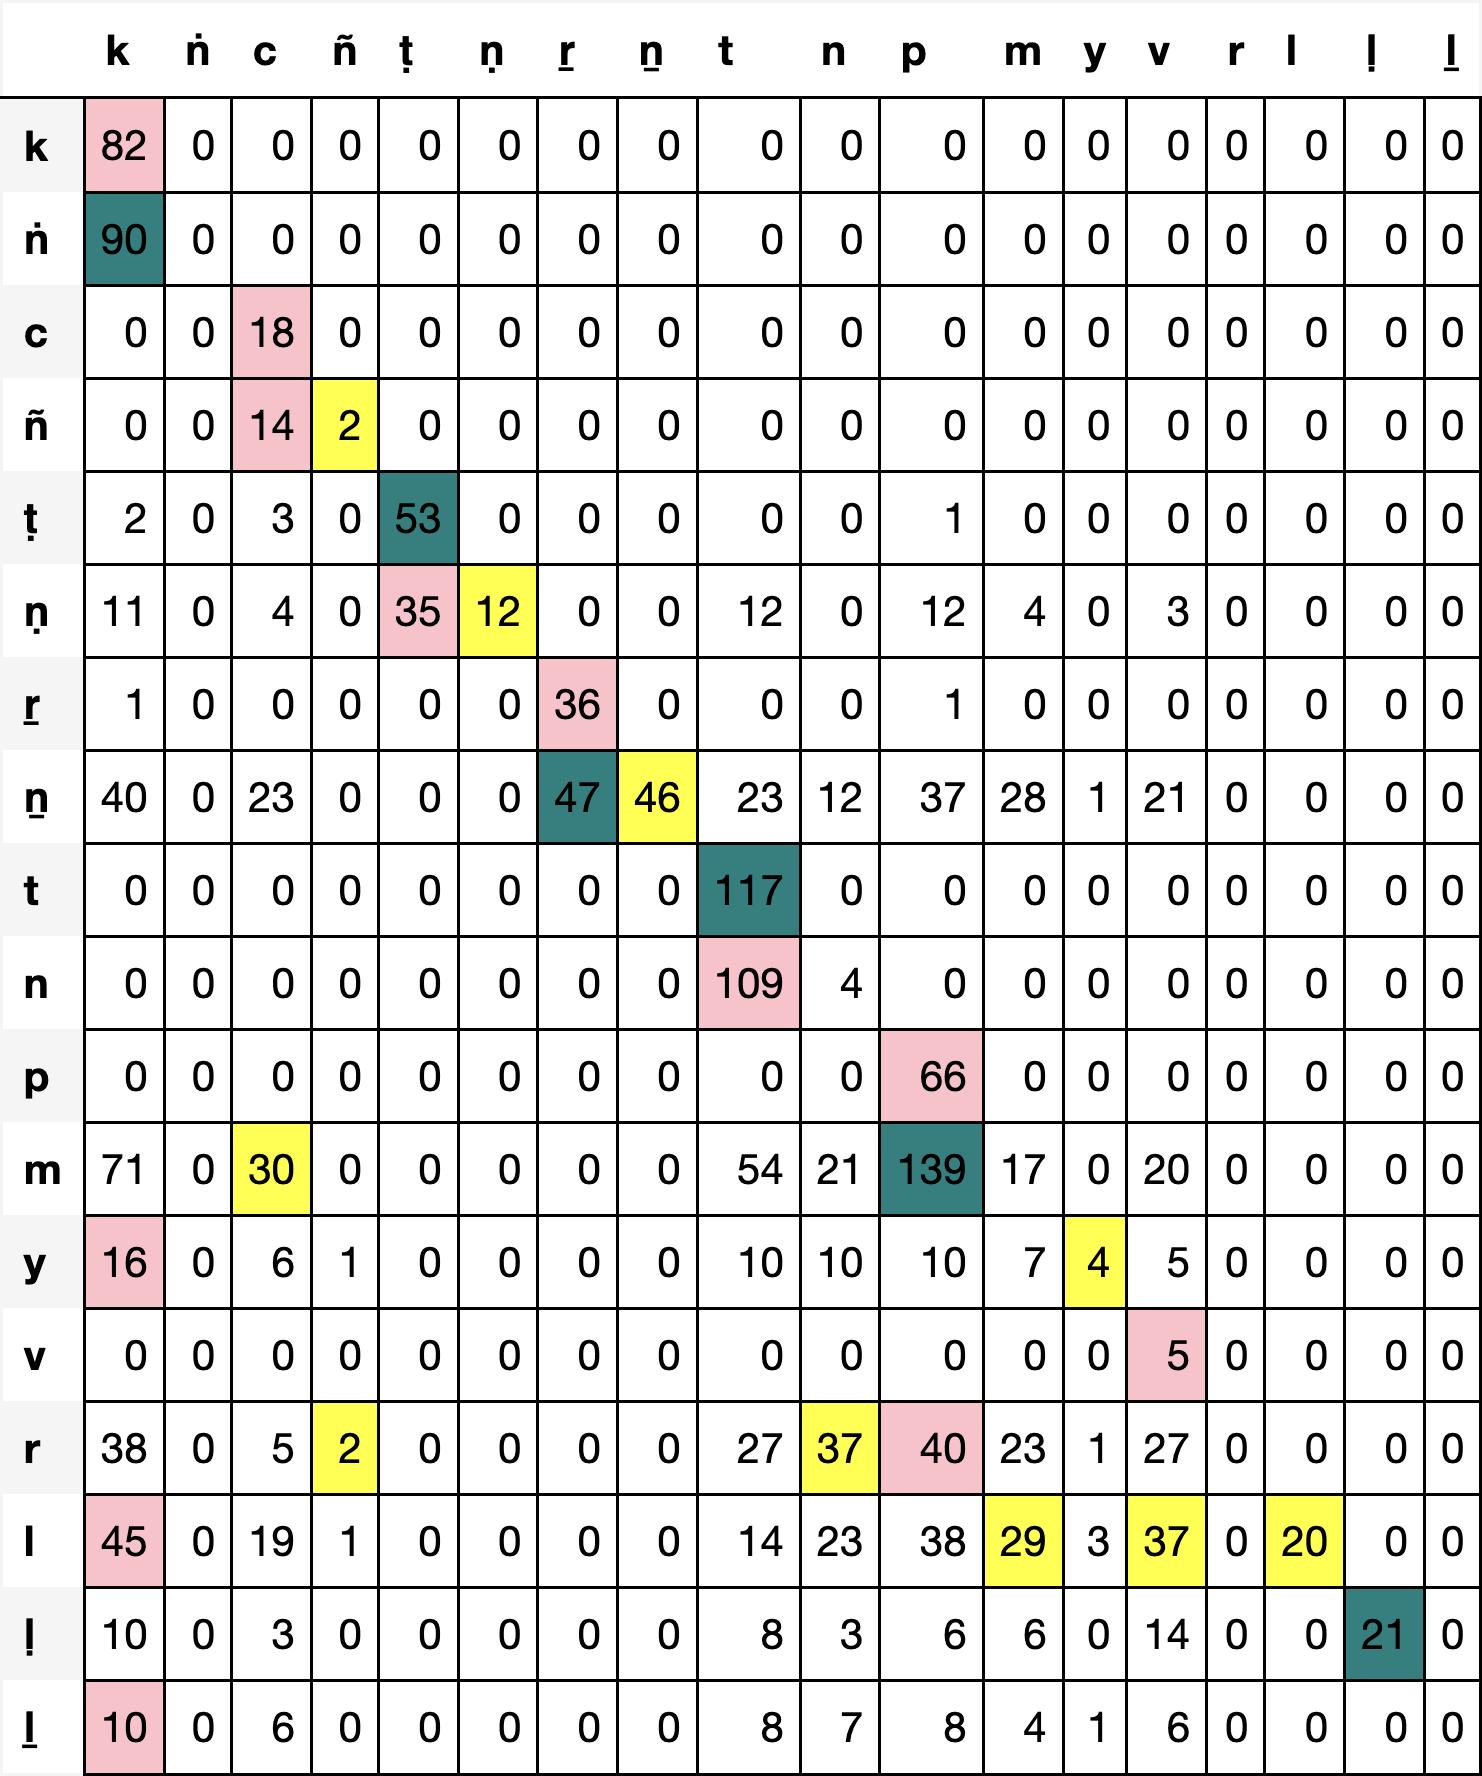 k ṅ c ñ ṭ ṇ ṟ ṉ t n p m y v r l ḷ ḻ
k 82 0 0 0 0 0 0 0 0 0 0 0 0 0 0 0 0 0
ṅ 90 0 0 0 0 0 0 0 0 0 0 0 0 0 0 0 0 0
c 0 0 18 0 0 0 0 0 0 0 0 0 0 0 0 0 0 0
ñ 0 0 14 2 0 0 0 0 0 0 0 0 0 0 0 0 0 0
ṭ 2 0 3 0 53 0 0 0 0 0 1 0 0 0 0 0 0 0
ṇ 11 0 4 0 35 12 0 0 12 0 12 4 0 3 0 0 0 0
ṟ 1 0 0 0 0 0 36 0 0 0 1 0 0 0 0 0 0 0
ṉ 40 0 23 0 0 0 47 46 23 12 37 28 1 21 0 0 0 0
t 0 0 0 0 0 0 0 0 117 0 0 0 0 0 0 0 0 0
n 0 0 0 0 0 0 0 0 109 4 0 0 0 0 0 0 0 0
p 0 0 0 0 0 0 0 0 0 0 66 0 0 0 0 0 0 0
m 71 0 30 0 0 0 0 0 54 21 139 17 0 20 0 0 0 0
y 16 0 6 1 0 0 0 0 10 10 10 7 4 5 0 0 0 0
v 0 0 0 0 0 0 0 0 0 0 0 0 0 5 0 0 0 0
r 38 0 5 2 0 0 0 0 27 37 40 23 1 27 0 0 0 0
l 45 0 19 1 0 0 0 0 14 23 38 29 3 37 0 20 0 0
ḷ 10 0 3 0 0 0 0 0 8 3 6 6 0 14 0 0 21 0
ḻ 10 0 6 0 0 0 0 0 8 7 8 4 1 6 0 0 0 0